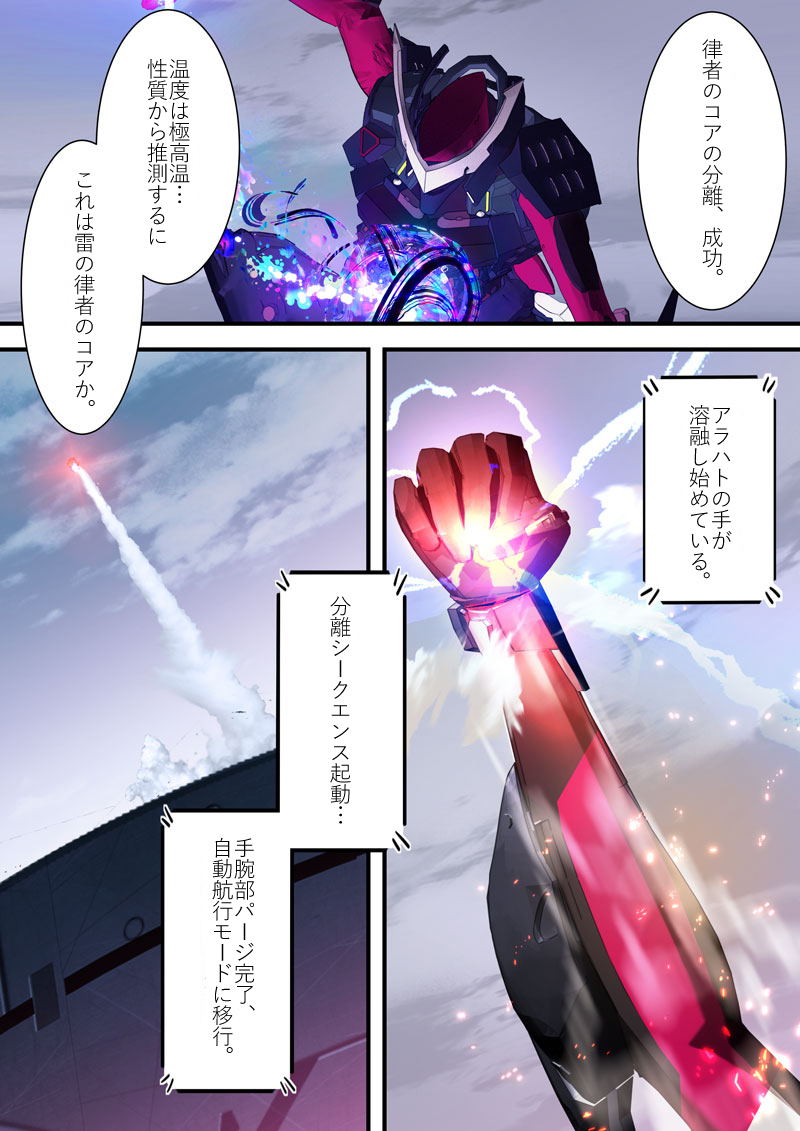 律者のコアの分離、成功。
温度は極高温…
性質から推測するに
これは雷の律者のコアか。
アラハトの手が
溶融し始めている。
分離シークエンス起動…
手腕部パージ完了、
自動航行モードに移行。